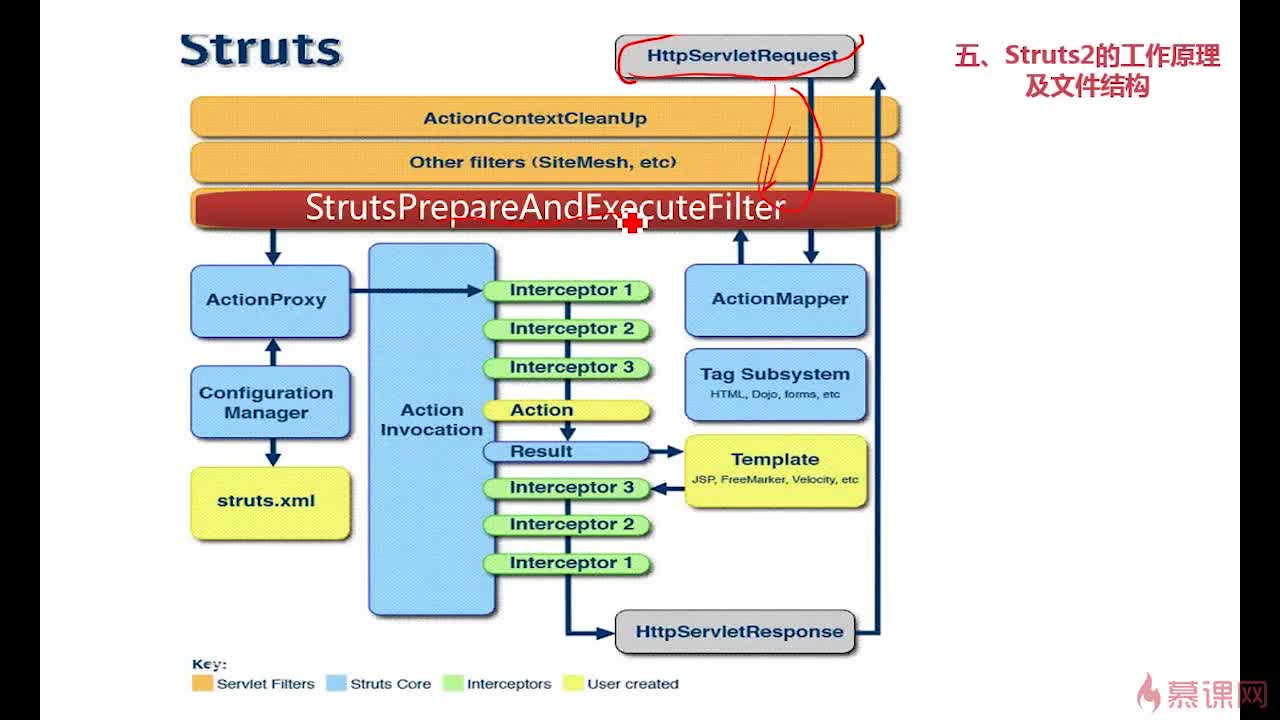 Struts
五、Struts2的工作原理
及文件结构
HttpServletRequest
ActionContextCleanUp
Other filters (SiteMesh, etc)
StrutsPrepareAndExecuteFilter
ActionProxy
Configuration
Manager
struts.xml
Action
Invocation
Interceptor 1
Interceptor 2
Interceptor 3
Action
Result
Interceptor 3
Interceptor 2
Interceptor 1
ActionMapper
Tag Subsystem
HTML, Dojo, forms, etc
Template
JSP, FreeMarker, Velocity, etc
HttpServletResponse
Key:
Servlet Filters
Struts Core
Interceptors
User created
慕课网